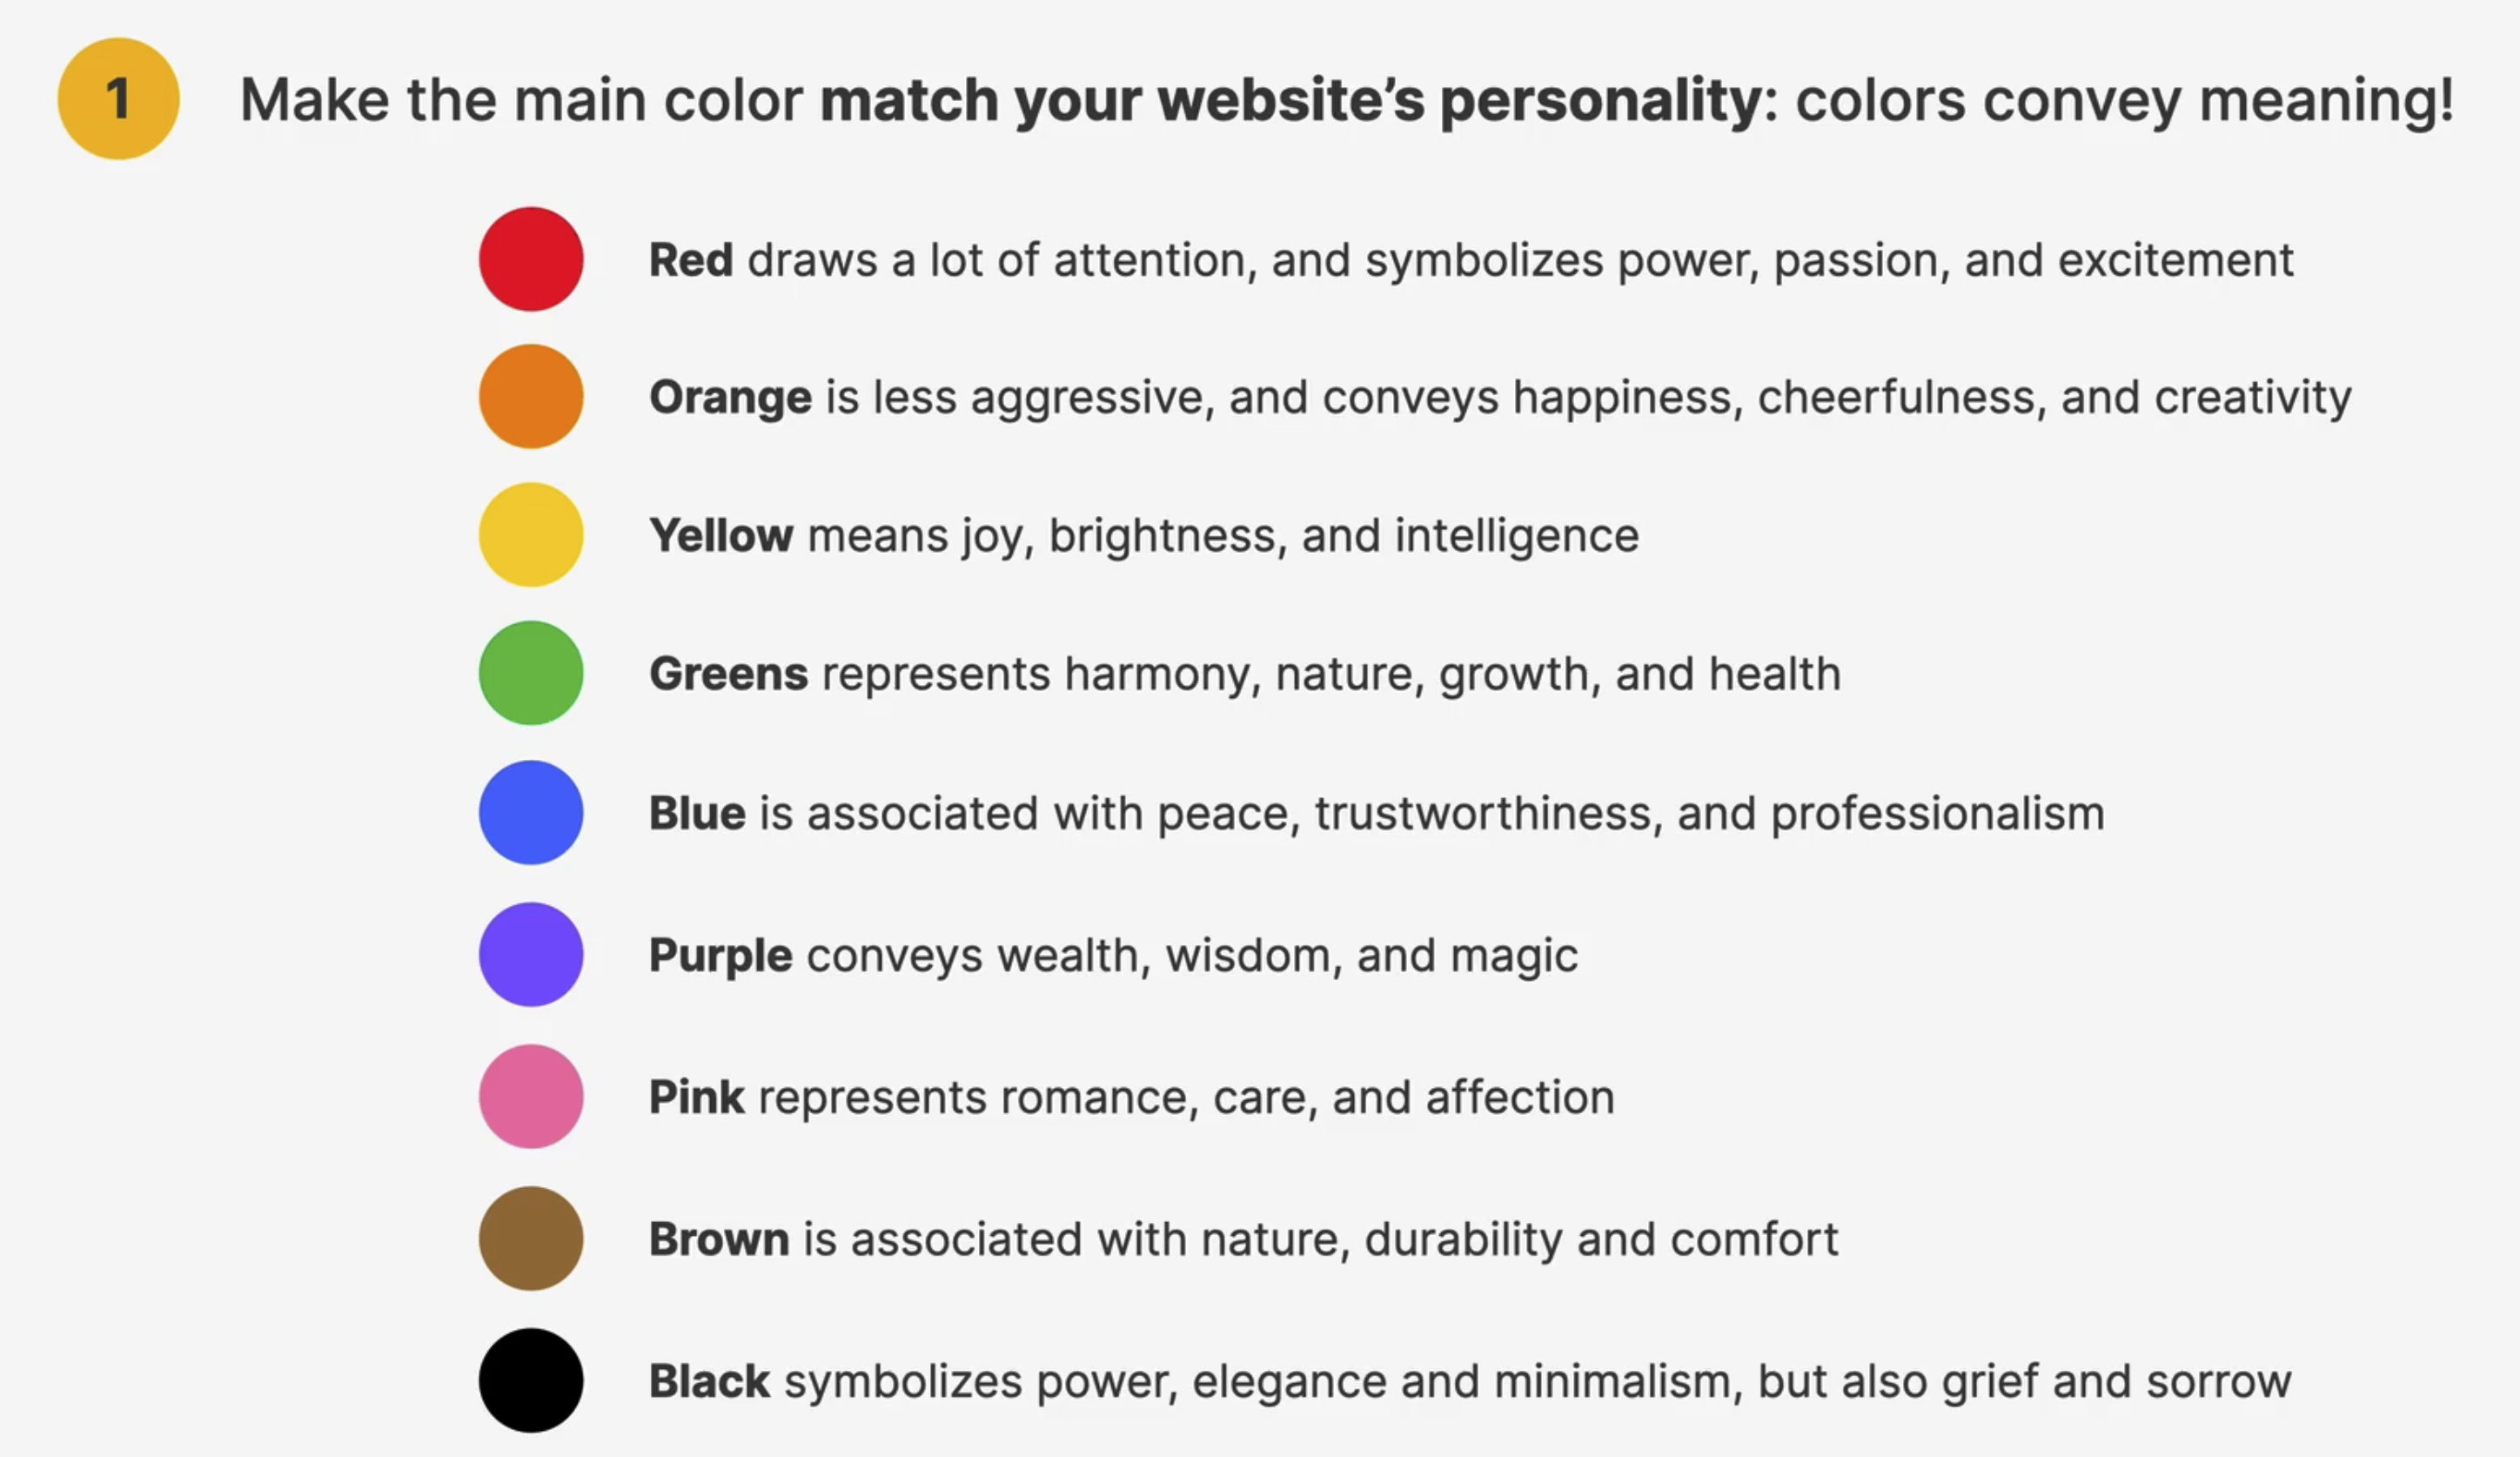 1
Make the main color match your website’s personality: colors convey meaning!
Red draws a lot of attention, and symbolizes power, passion, and excitement
Orange is less aggressive, and conveys happiness, cheerfulness, and creativity
Yellow means joy, brightness, and intelligence
Greens represents harmony, nature, growth, and health
Blue is associated with peace, trustworthiness, and professionalism
Purple conveys wealth, wisdom, and magic
Pink represents romance, care, and affection
Brown is associated with nature, durability and comfort
Black symbolizes power, elegance and minimalism, but also grief and sorrow